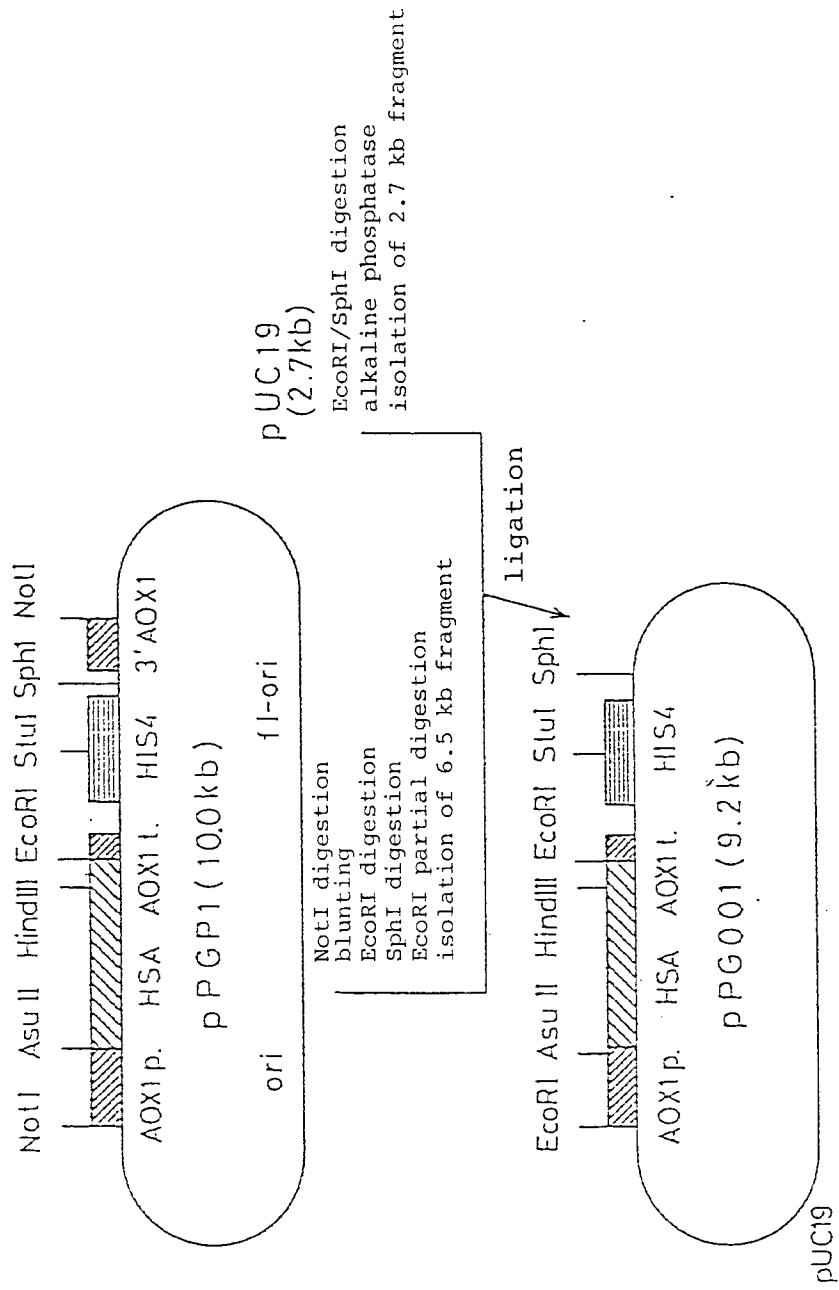 NotI AsuII HindIII EcoRI StuI SphI NotI
AOX1p. HSA AOX1t. HIS4 3'AOX1
pPGP1 (10.0kb)
ori f1-ori
pUC19
(2.7kb)
NotI digestion
blunting
EcoRI digestion
SphI digestion
EcoRI partial digestion
isolation of 6.5 kb fragment
EcoRI/SphI digestion
alkaline phosphatase
isolation of 2.7 kb fragment
ligation
EcoRI AsuII HindIII EcoRI StuI SphI
AOX1p. HSA AOX1t. HIS4
pPG001 (9.2kb)
pUC19